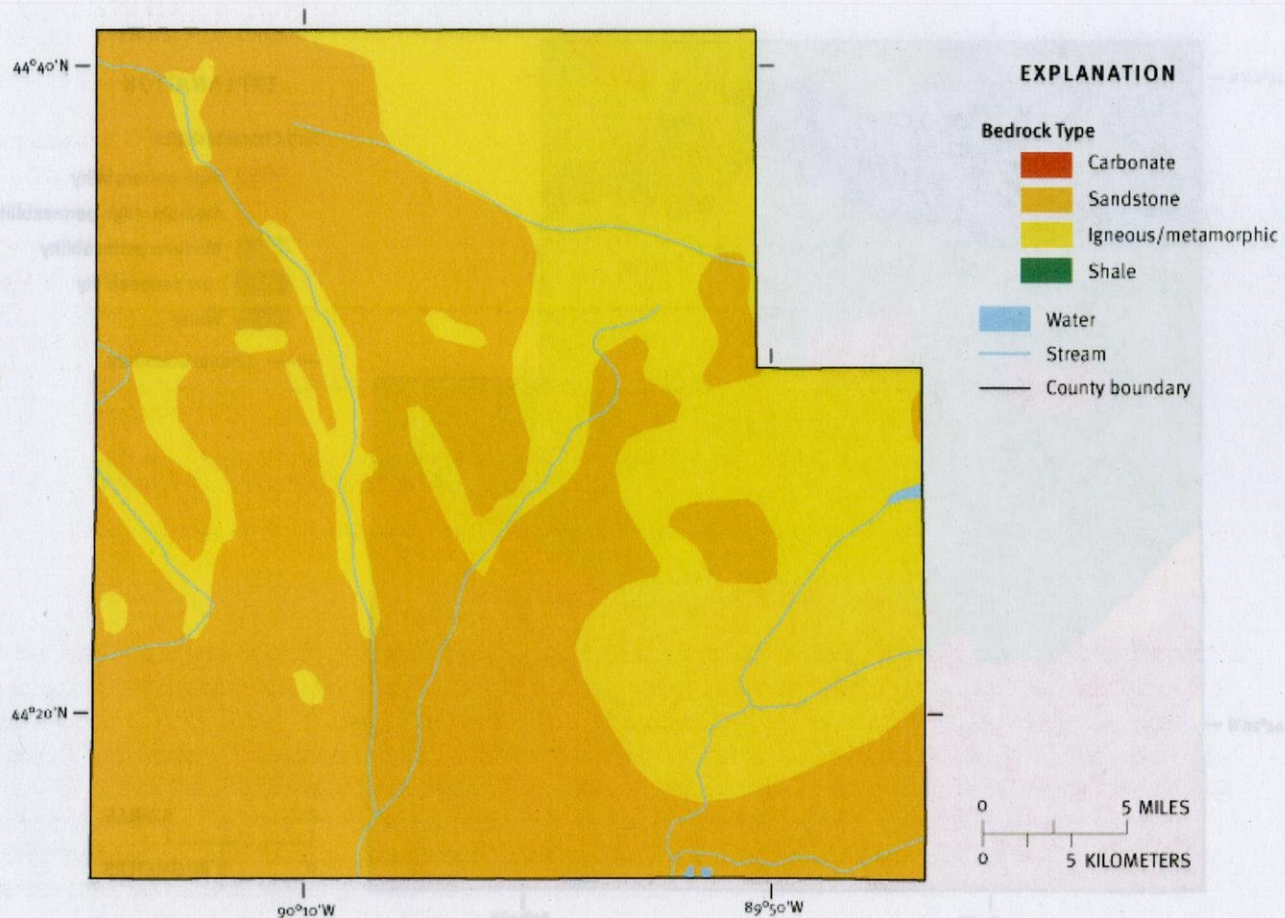 44°40'N
EXPLANATION
Bedrock Type
Carbonate
Sandstone
Igneous/metamorphic
Shale
Water
Stream
County boundary
44°20'N
0 5 MILES
0 5 KILOMETERS
90°10'W 89°50'W